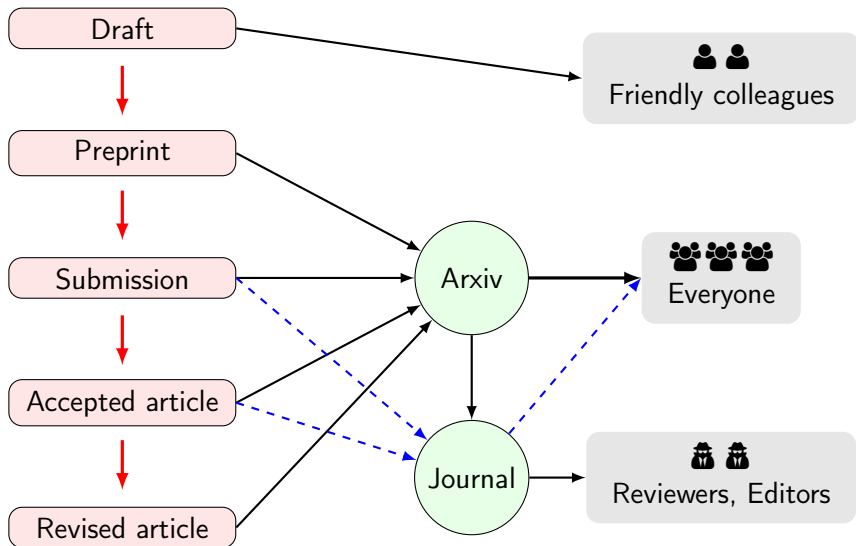 Draft
Friendly colleagues
Preprint
Submission
Arxiv
Everyone
Accepted article
Journal
Reviewers, Editors
Revised article